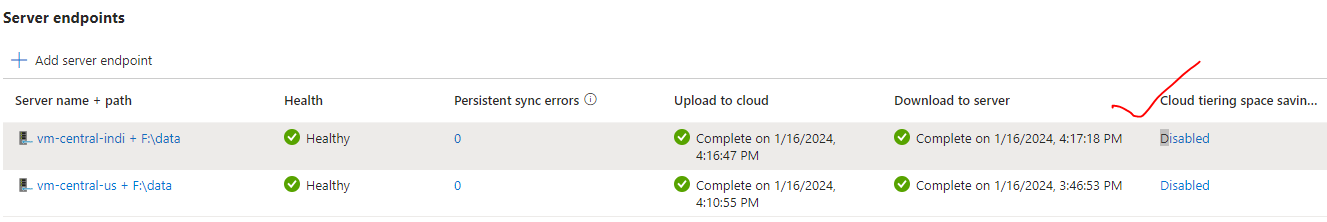 Server endpoints
Add server endpoint
Server name + path Health Persistent sync errors Upload to cloud Download to server Cloud tiering space savin...
vm-central-indi + F:\data Healthy 0 Complete on 1/16/2024, Complete on 1/16/2024, 4:17:18 PM Disabled
4:16:47 PM
vm-central-us + F:\data Healthy 0 Complete on 1/16/2024, Complete on 1/16/2024, 3:46:53 PM Disabled
4:10:55 PM